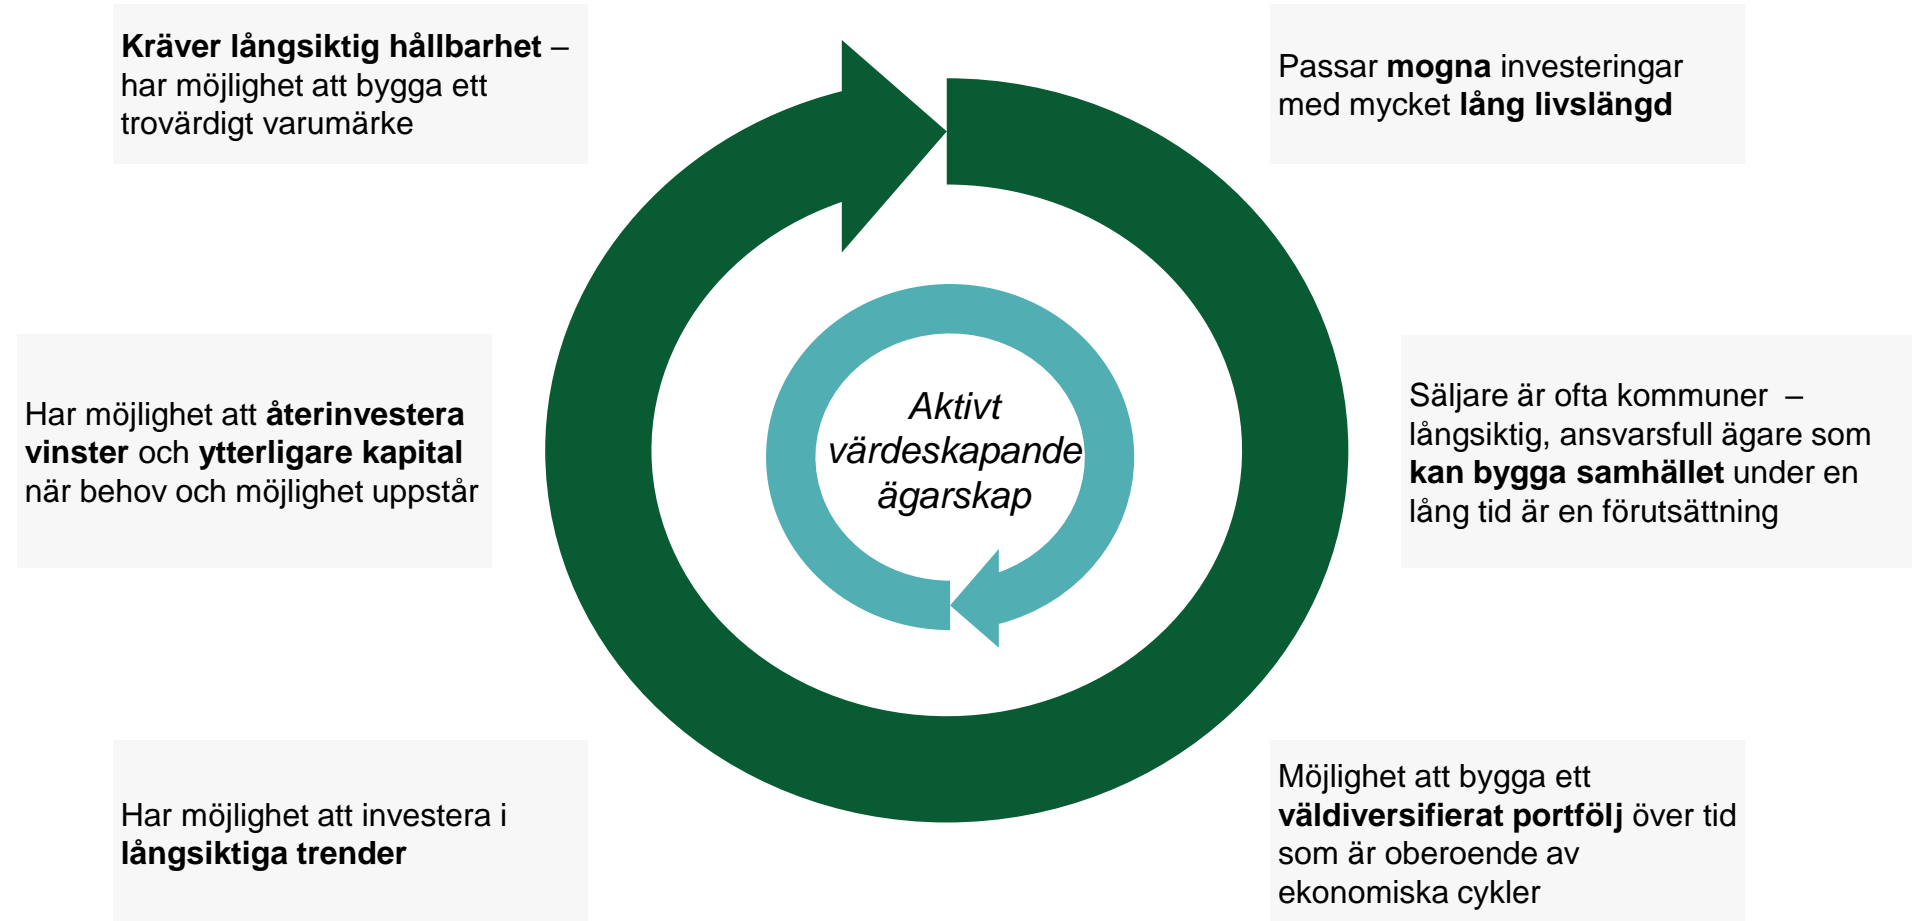 Kräver långsiktig hållbarhet –
har möjlighet att bygga ett
trovärdigt varumärke
Passar mogna investeringar
med mycket lång livslängd
Har möjlighet att återinvestera
vinster och ytterligare kapital
när behov och möjlighet uppstår
Aktivt
värdeskapande
ägarskap
Säljare är ofta kommuner –
långsiktig, ansvarsfull ägare som
kan bygga samhället under en
lång tid är en förutsättning
Har möjlighet att investera i
långsiktiga trender
Möjlighet att bygga ett
väldiversifierat portfölj över tid
som är oberoende av
ekonomiska cykler